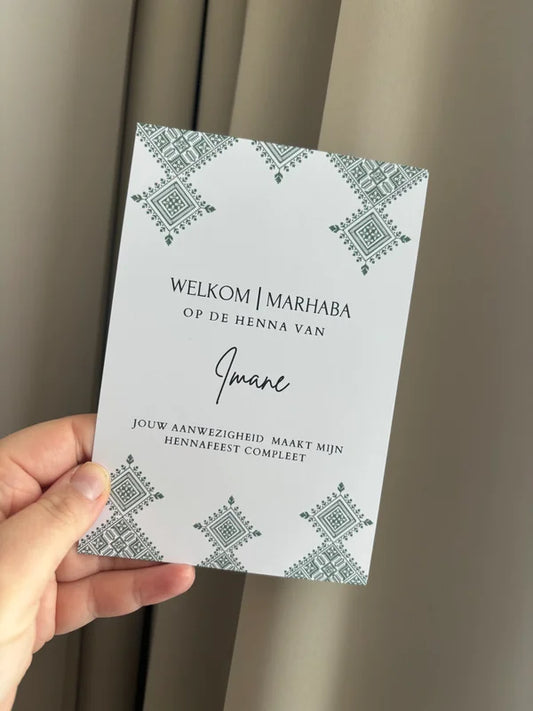 WELKOM | MARHABA
OP DE HENNA VAN
Imane
JOUW AANWEZIGHEID MAAKT MIJN
HENNAFEEST COMPLEET